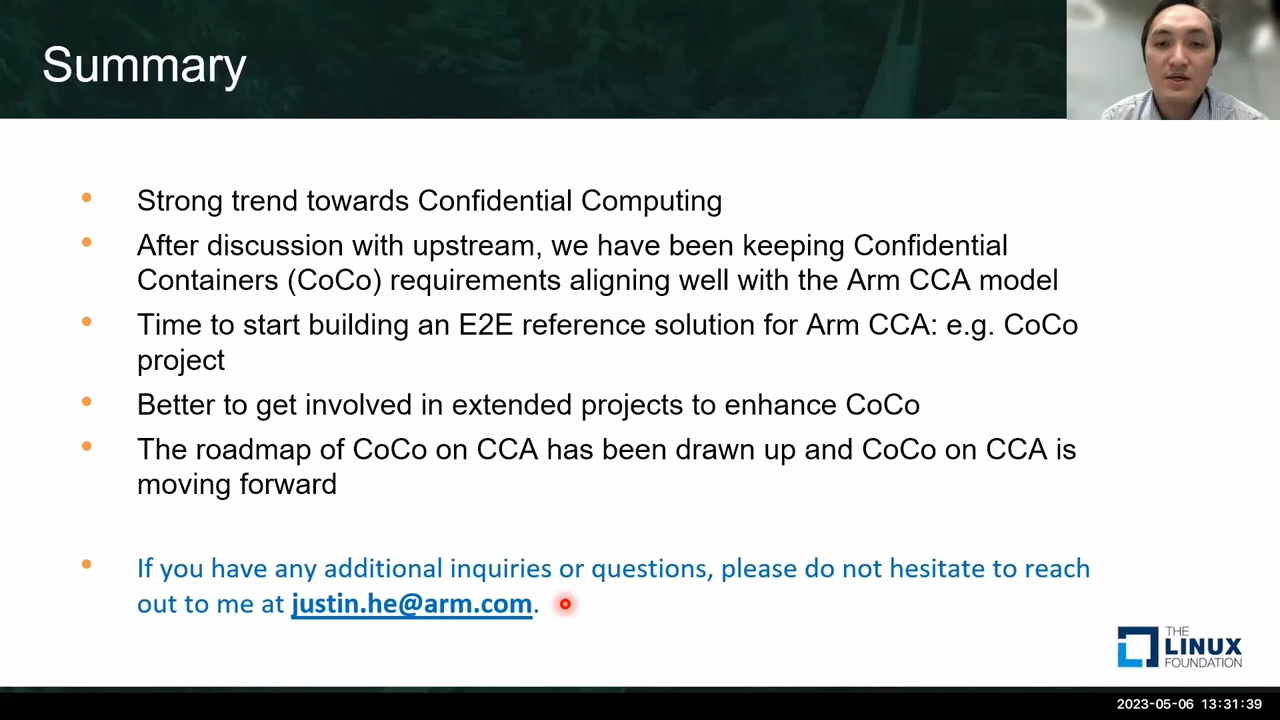 Summary
• Strong trend towards Confidential Computing
• After discussion with upstream, we have been keeping Confidential
Containers (CoCo) requirements aligning well with the Arm CCA model
• Time to start building an E2E reference solution for Arm CCA: e.g. CoCo
project
• Better to get involved in extended projects to enhance CoCo
• The roadmap of CoCo on CCA has been drawn up and CoCo on CCA is
moving forward
• If you have any additional inquiries or questions, please do not hesitate to reach
out to me at justin.he@arm.com.
THE
LINUX
FOUNDATION
2023-05-06 13:31:39